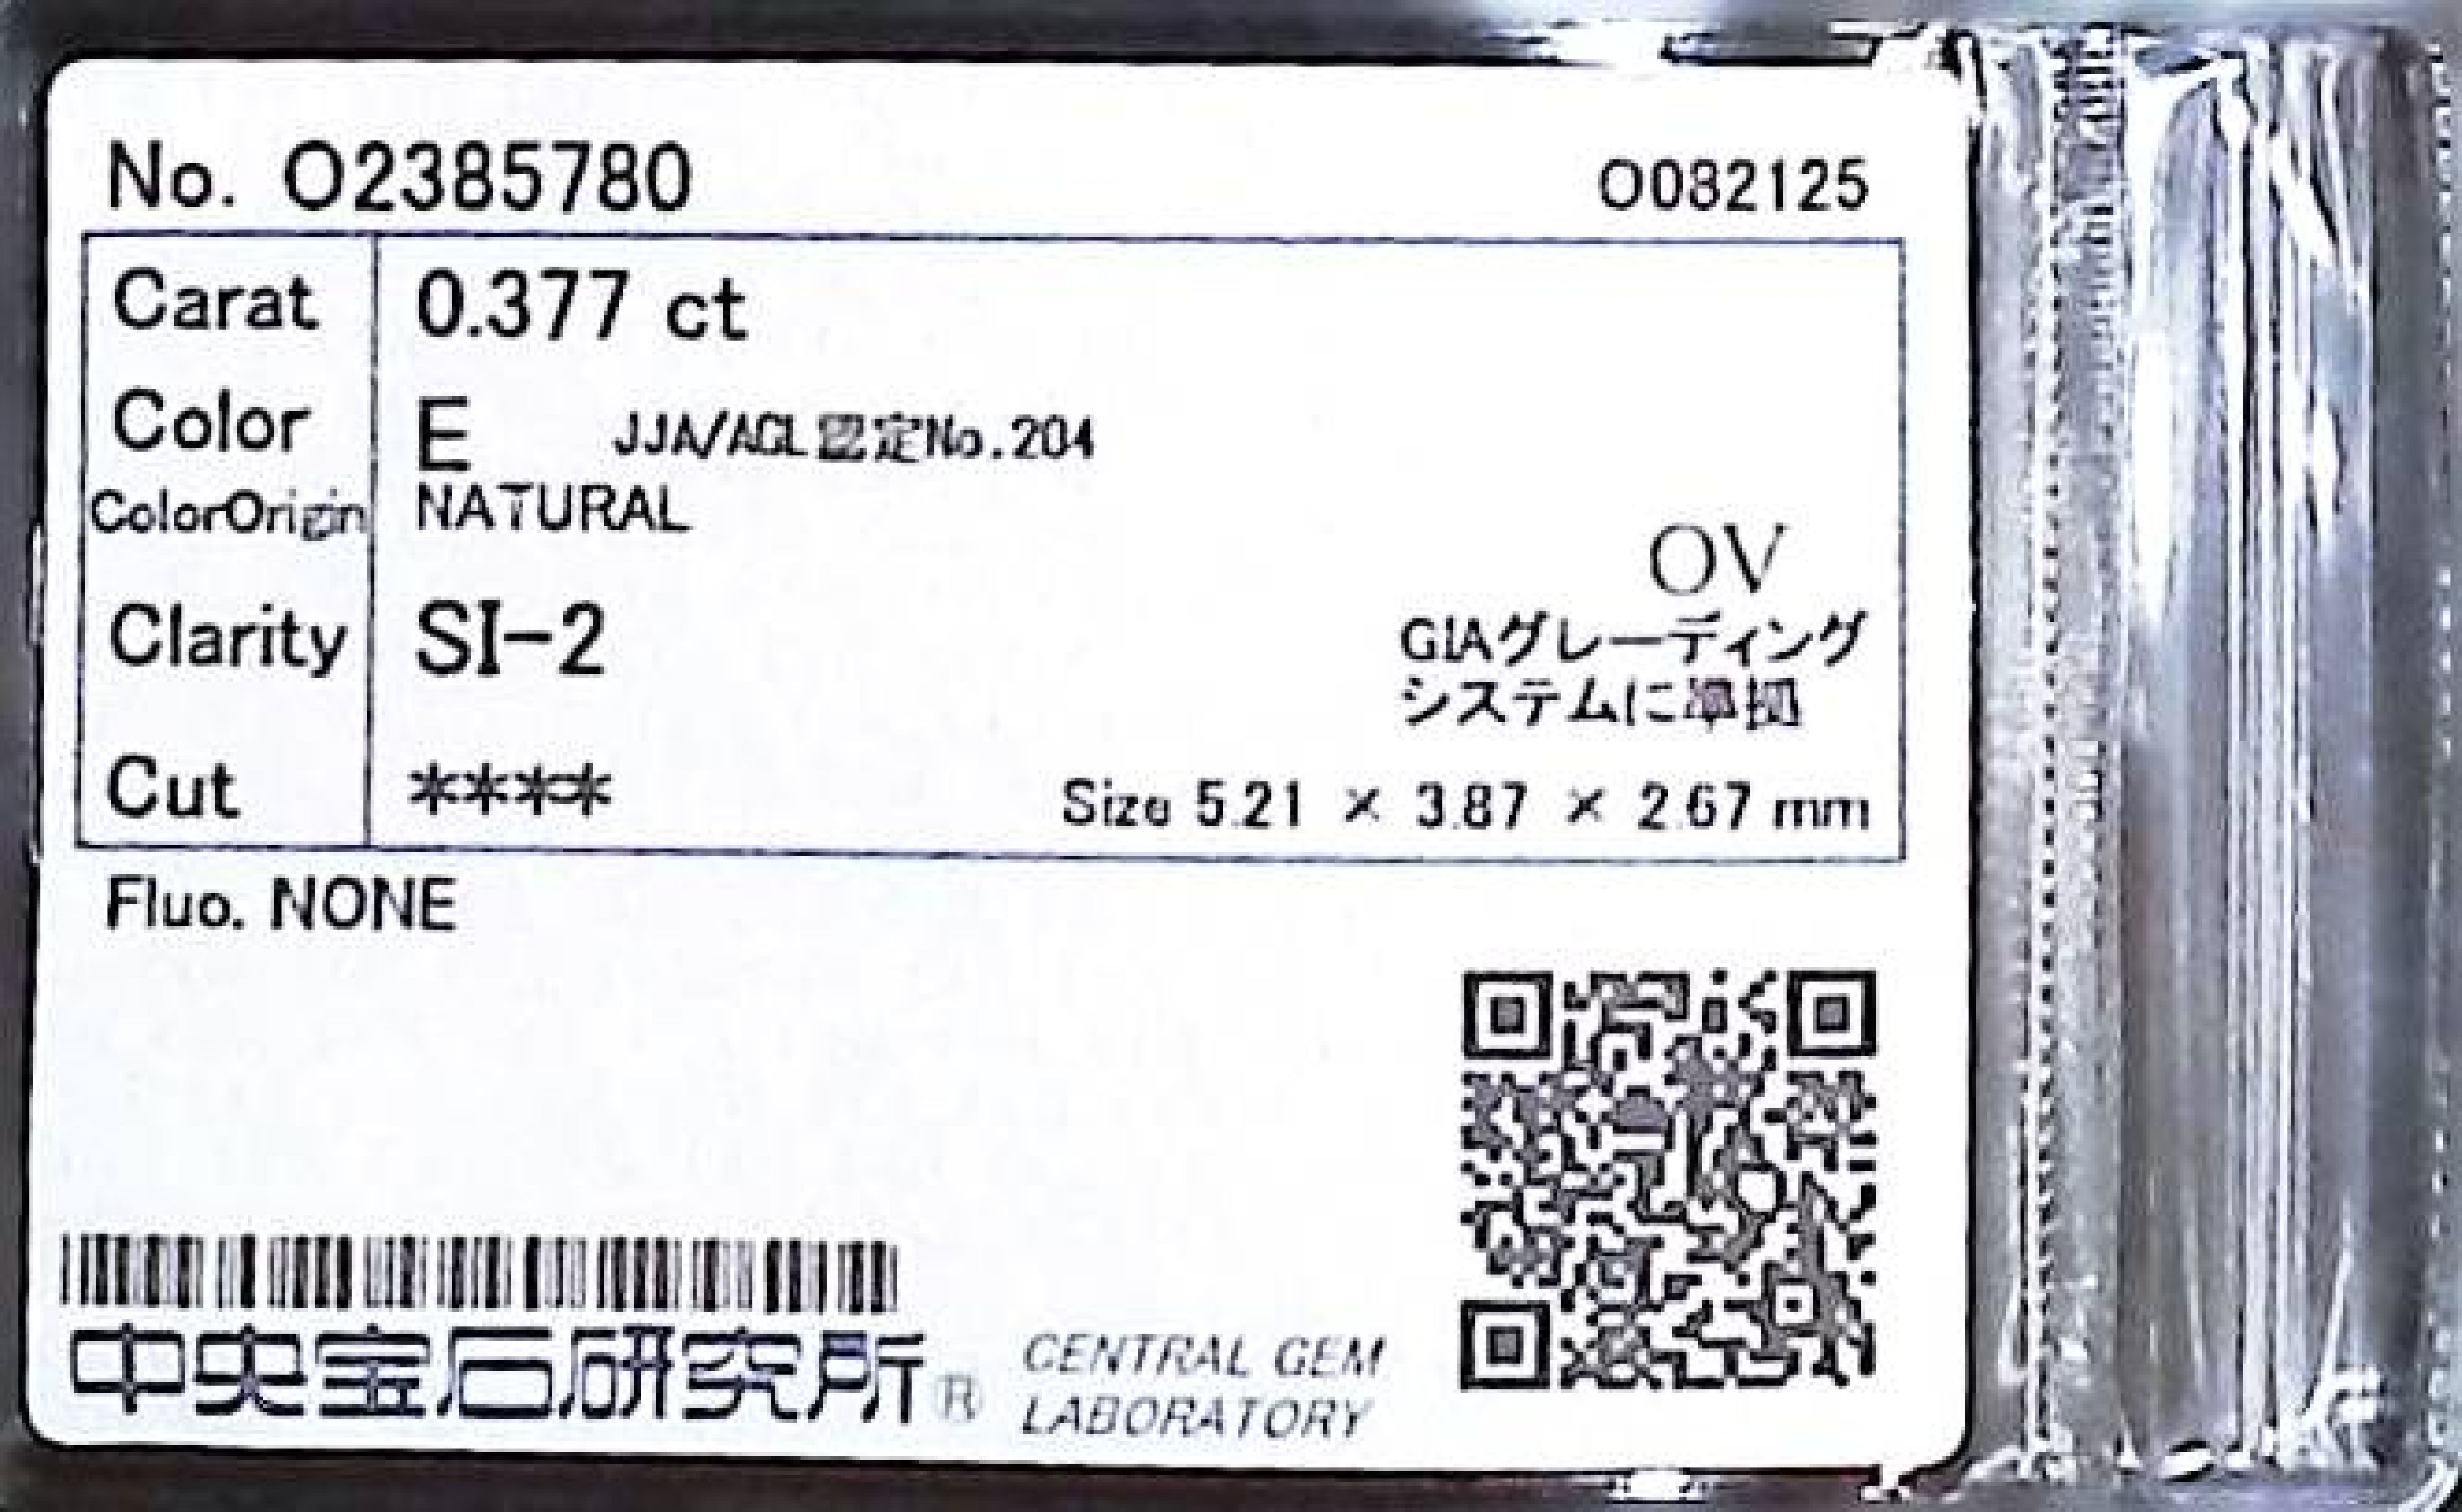 No. O2385780 O082125
Carat 0.377 ct
Color E JJA/AGL認定No.204
ColorOrigin NATURAL
OV
Clarity SI-2 GIAグレーディング
システムに準拠
Cut **** Size 5.21 × 3.87 × 2.67 mm
Fluo. NONE
中央宝石研究所® CENTRAL GEM
LABORATORY